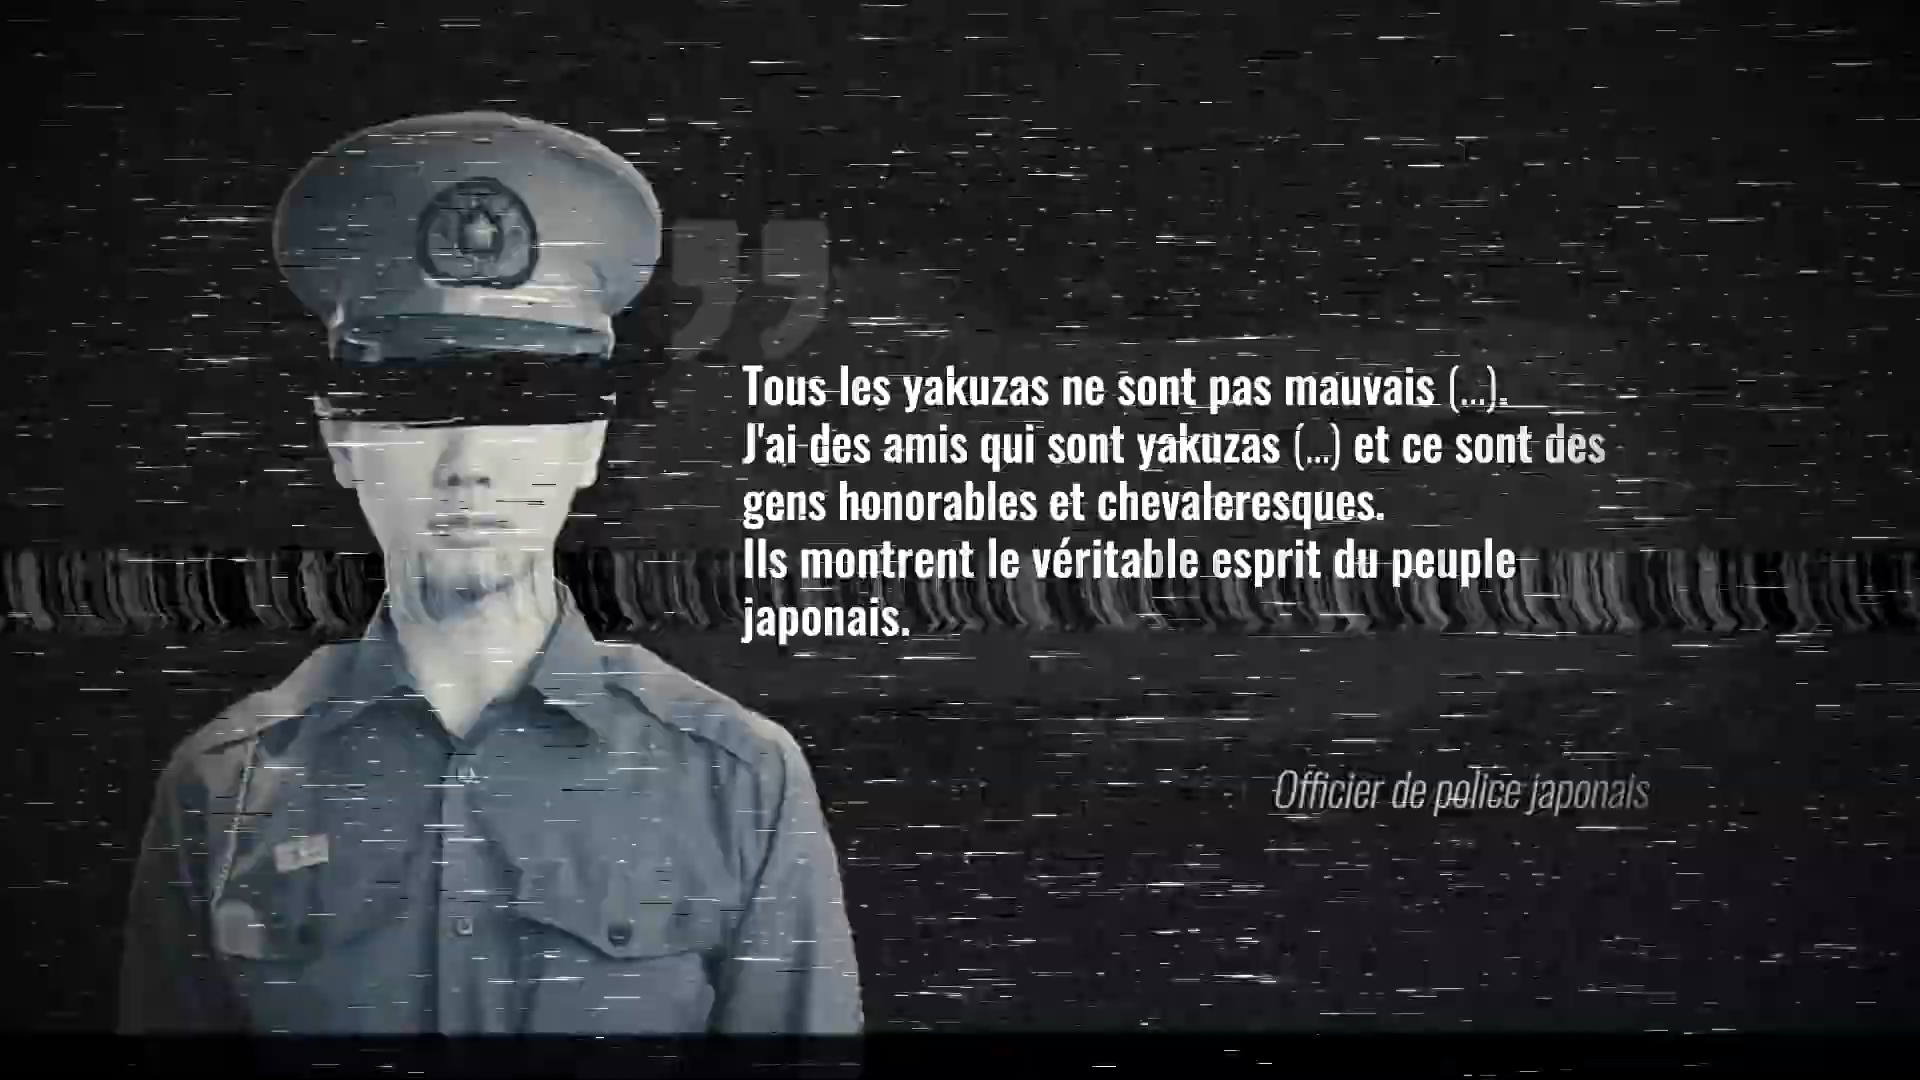 Tous les yakuzas ne sont pas mauvais (...).
J'ai des amis qui sont yakuzas (...) et ce sont des
gens honorables et chevaleresques.
Ils montrent le véritable esprit du peuple
japonais.
Officier de police japonais